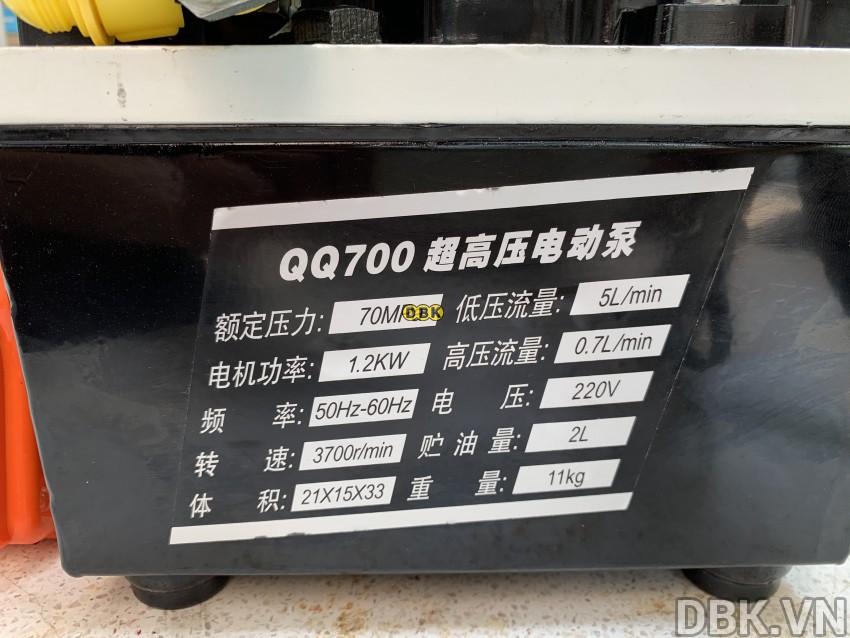 QQ700 超高压电动泵
额定压力: 70M DBK 低压流量: 5L/min
电机功率: 1.2KW 高压流量: 0.7L/min
频 率: 50Hz-60Hz 电 压: 220V
转 速: 3700r/min 贮油量: 2L
体 积: 21X15X33 重 量: 11kg
DBK.VN